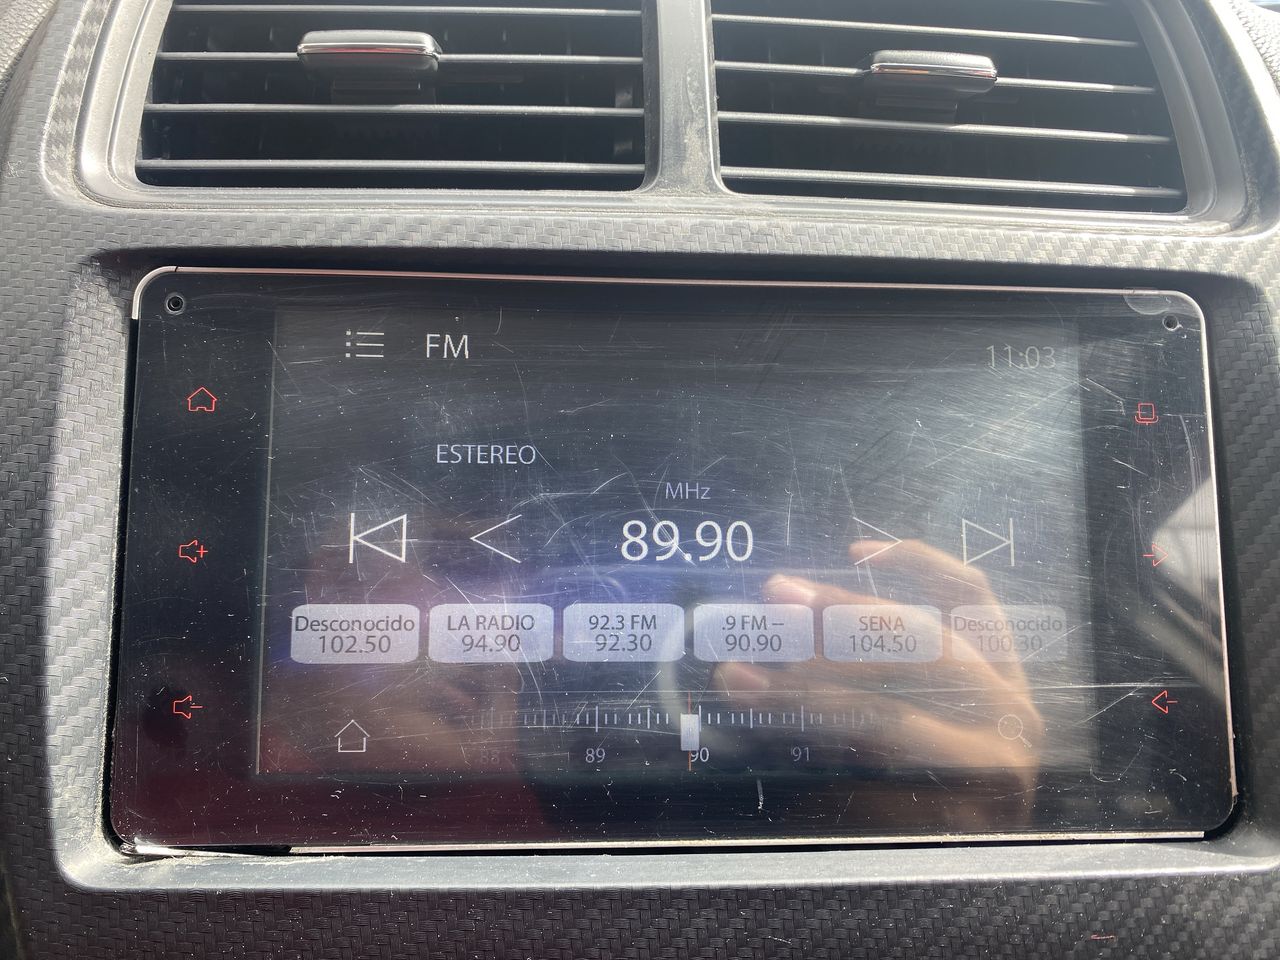 FM
11:03
ESTEREO
MHz
89.90
Desconocido
102.50
LA RADIO
94.90
92.3 FM
92.30
.9 FM –
90.90
SENA
104.50
Desconocido
100.30
88 89 90 91